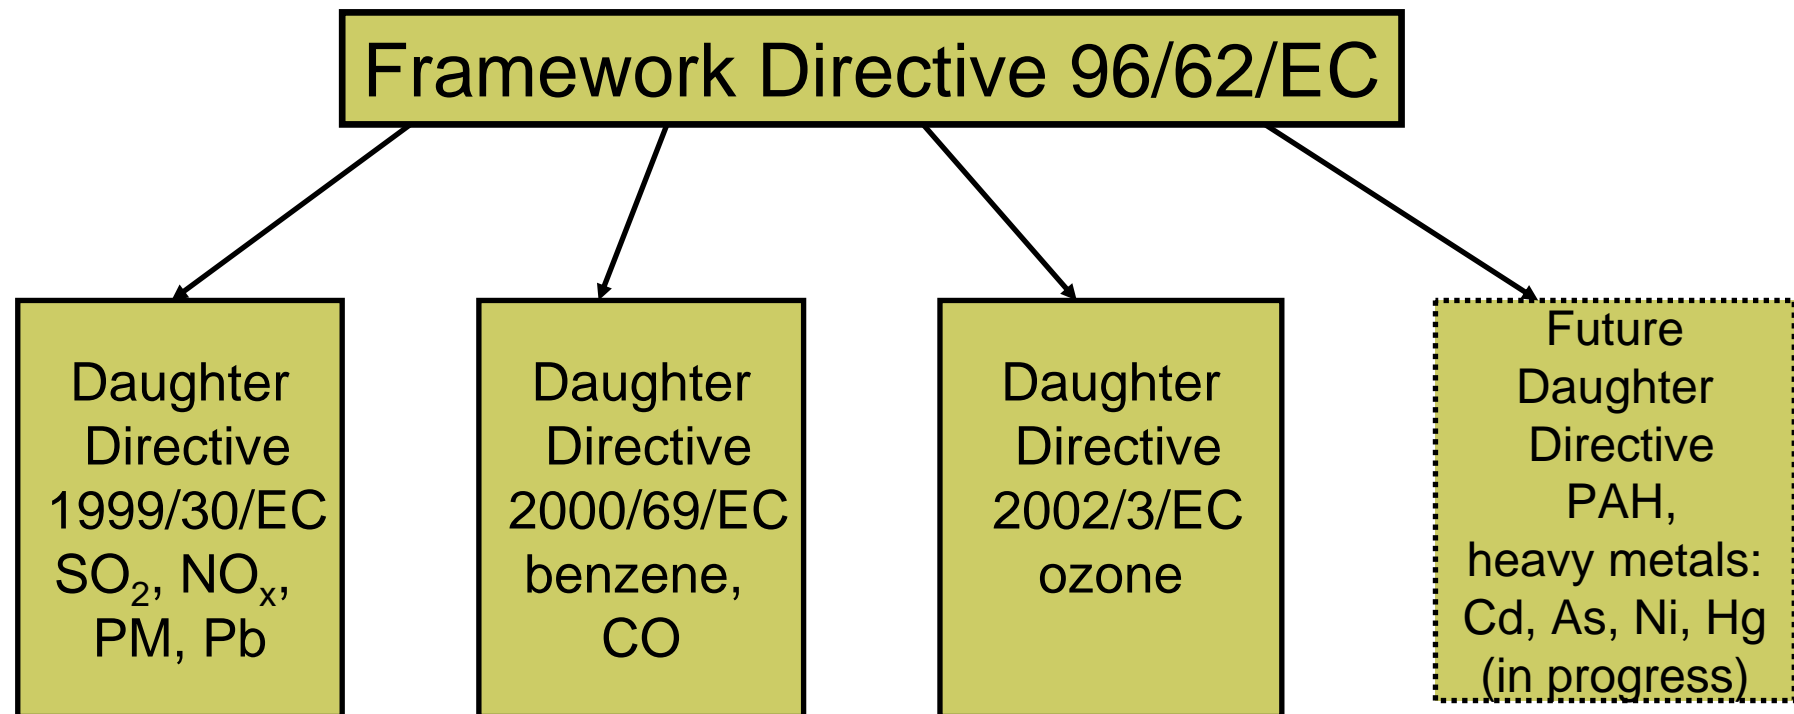 Framework Directive 96/62/EC
Daughter
Directive
1999/30/EC
SO₂, NOₓ,
PM, Pb
Daughter
Directive
2000/69/EC
benzene,
CO
Daughter
Directive
2002/3/EC
ozone
Future
Daughter
Directive
PAH,
heavy metals:
Cd, As, Ni, Hg
(in progress)